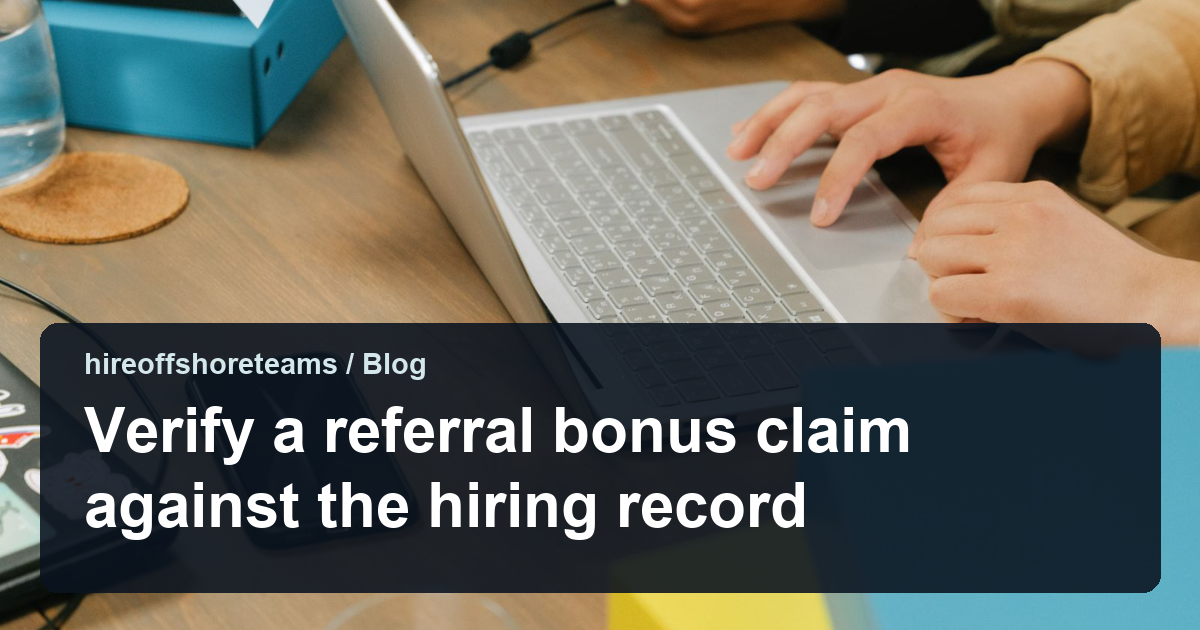 hireoffshoreteams / Blog
Verify a referral bonus claim
against the hiring record